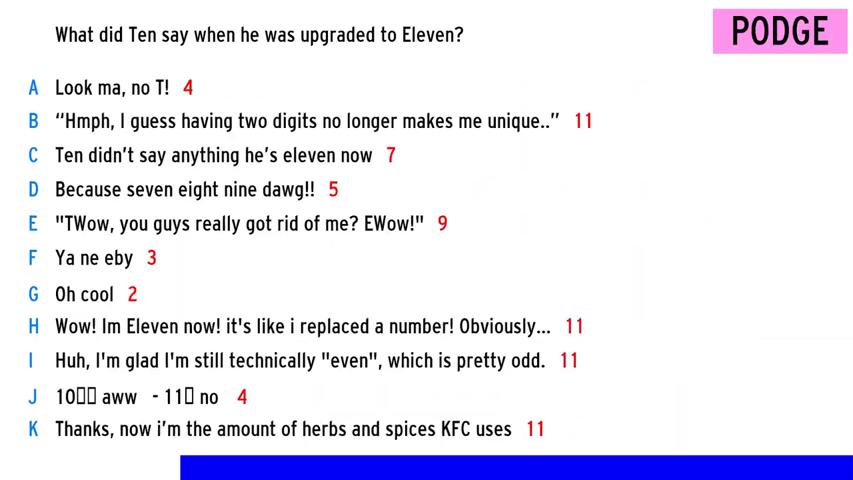 What did Ten say when he was upgraded to Eleven?
PODGE
A Look ma, no T! 4
B “Hmph, I guess having two digits no longer makes me unique..” 11
C Ten didn’t say anything he’s eleven now 7
D Because seven eight nine dawg!! 5
E "TWow, you guys really got rid of me? EWow!" 9
F Ya ne eby 3
G Oh cool 2
H Wow! Im Eleven now! it's like i replaced a number! Obviously... 11
I Huh, I'm glad I'm still technically "even", which is pretty odd. 11
J 10▯▯ aww - 11▯ no 4
K Thanks, now i’m the amount of herbs and spices KFC uses 11